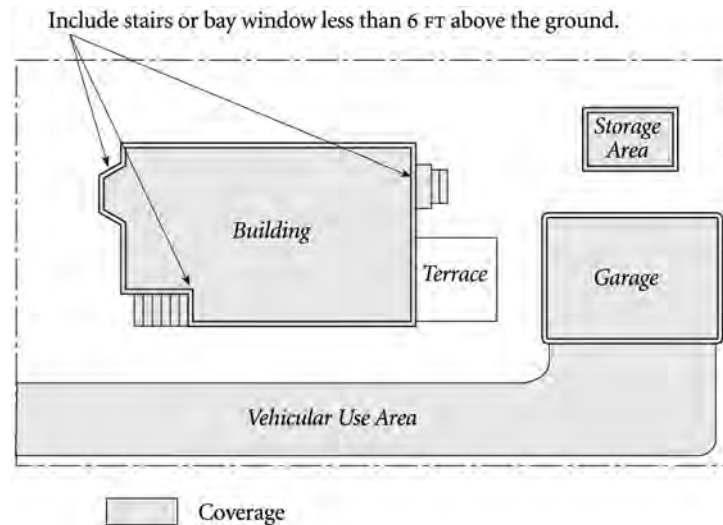 Include stairs or bay window less than 6 FT above the ground.
Storage
Area
Building
Terrace
Garage
Vehicular Use Area
Coverage